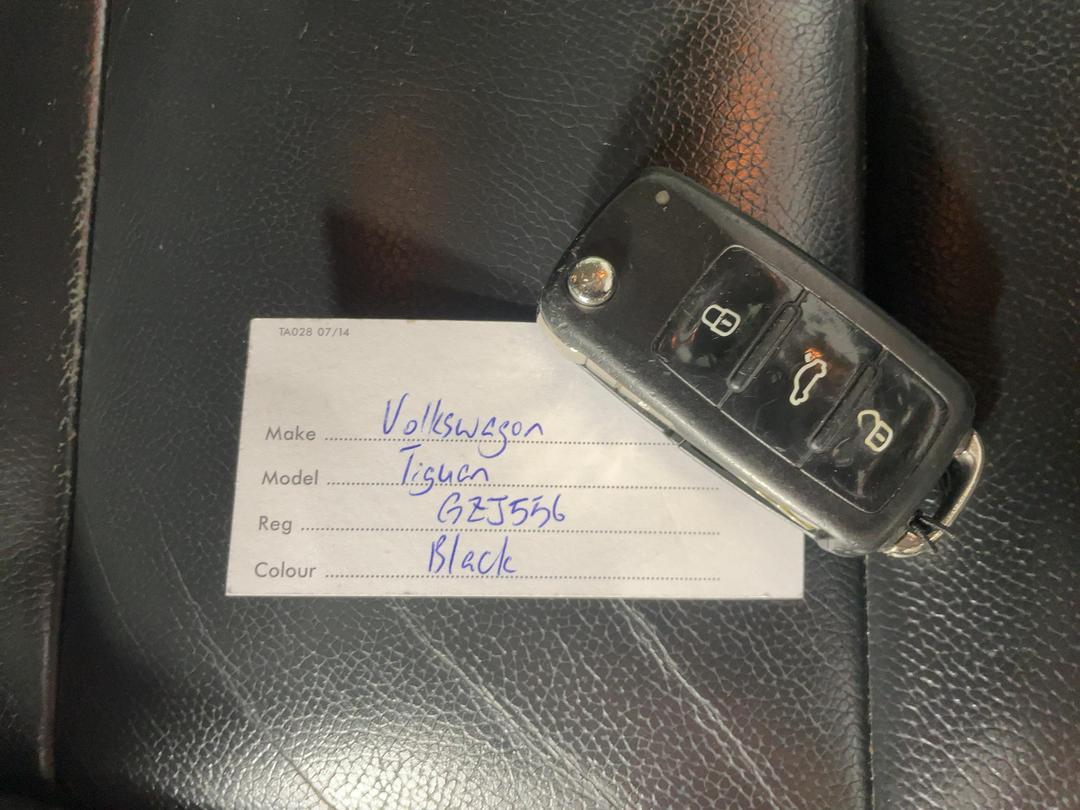 TA028 07/14
Make Volkswagon
Model Tiguan
Reg GZJ556
Colour Black